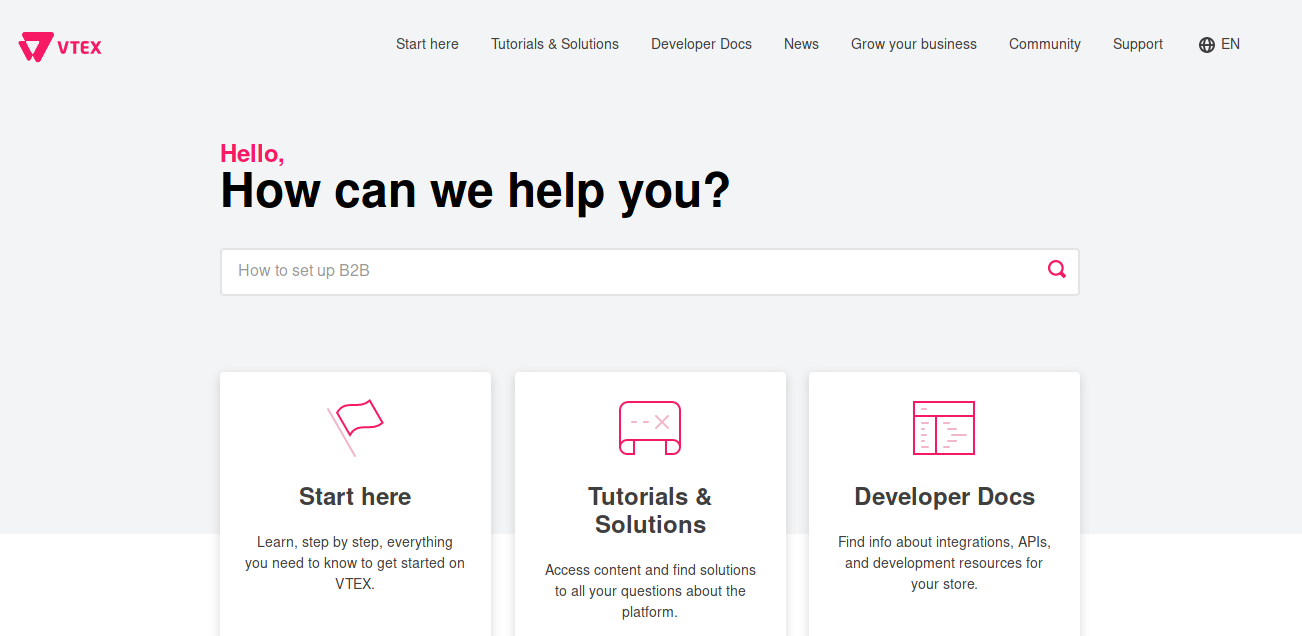 VTEX
Start here
Tutorials & Solutions
Developer Docs
News
Grow your business
Community
Support
EN
Hello,
How can we help you?
How to set up B2B
Start here
Learn, step by step, everything
you need to know to get started on
VTEX.
Tutorials &
Solutions
Access content and find solutions
to all your questions about the
platform.
Developer Docs
Find info about integrations, APIs,
and development resources for
your store.